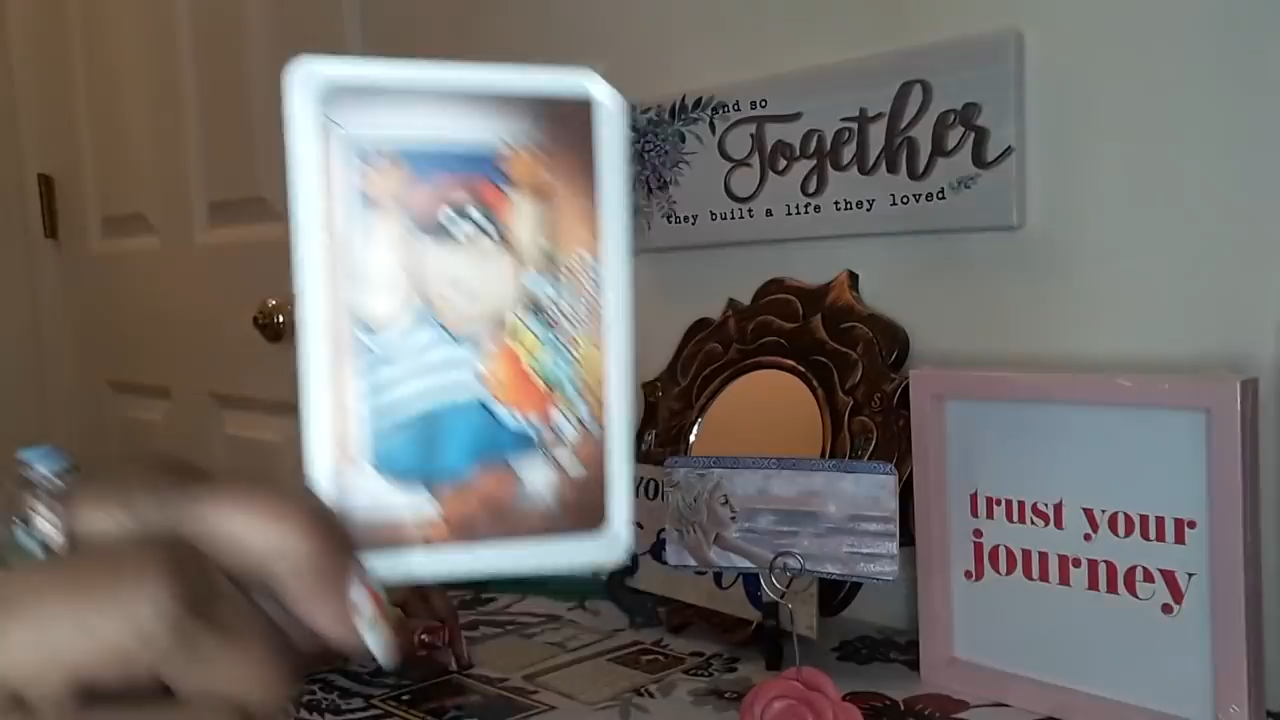 and so
Together
they built a life they loved
trust your
journey